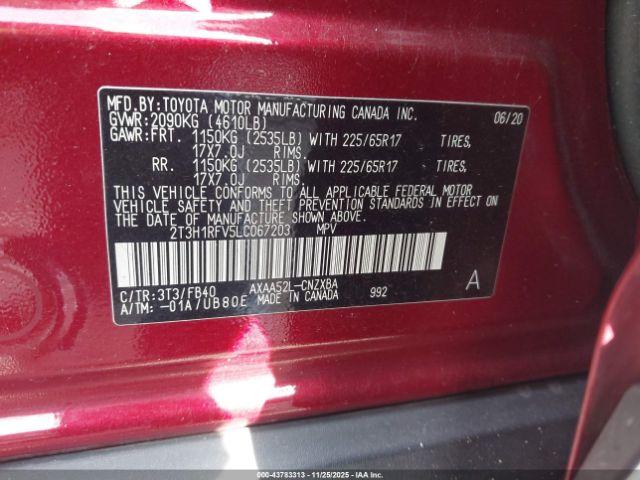 MFD.BY:TOYOTA MOTOR MANUFACTURING CANADA INC. 06/20
GVWR:2090KG (4610LB)
GAWR:FRT. 1150KG (2535LB) WITH 225/65R17 TIRES,
17X7.0J RIMS.
RR. 1150KG (2535LB) WITH 225/65R17 TIRES,
17X7.0J RIMS.
THIS VEHICLE CONFORMS TO ALL APPLICABLE FEDERAL MOTOR
VEHICLE SAFETY AND THEFT PREVENTION STANDARDS IN EFFECT ON
THE DATE OF MANUFACTURE SHOWN ABOVE.
2T3H1RFV5LC067203 MPV
C/TR:3T3/FB40 AXAA52L-CNZXBA A
A/TM:-01A/UB80E MADE IN CANADA 992
000-43783313 - 11/25/2025 - Copart, Inc.